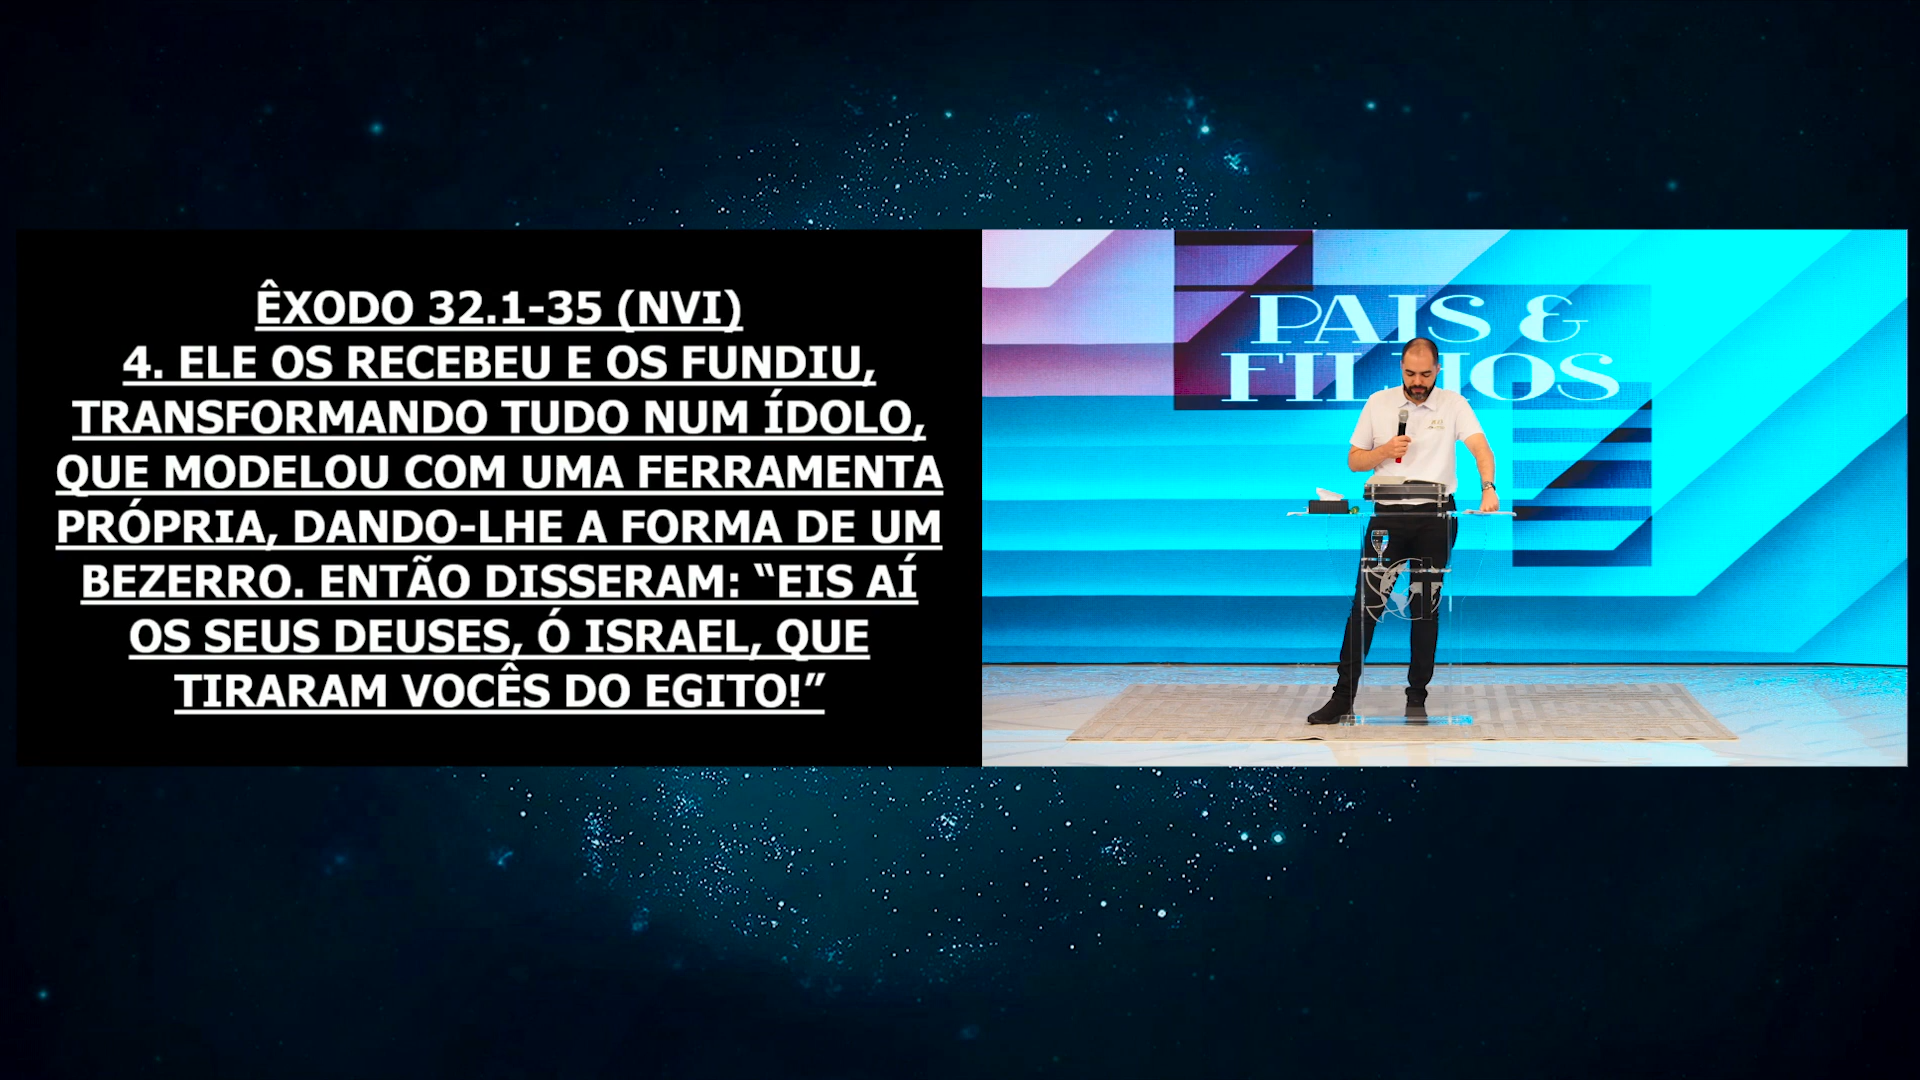 ÊXODO 32.1-35 (NVI)
4. ELE OS RECEBEU E OS FUNDIU,
TRANSFORMANDO TUDO NUM ÍDOLO,
QUE MODELOU COM UMA FERRAMENTA
PRÓPRIA, DANDO-LHE A FORMA DE UM
BEZERRO. ENTÃO DISSERAM: “EIS AÍ
OS SEUS DEUSES, Ó ISRAEL, QUE
TIRARAM VOCÊS DO EGITO!”
PAIS &
FILHOS